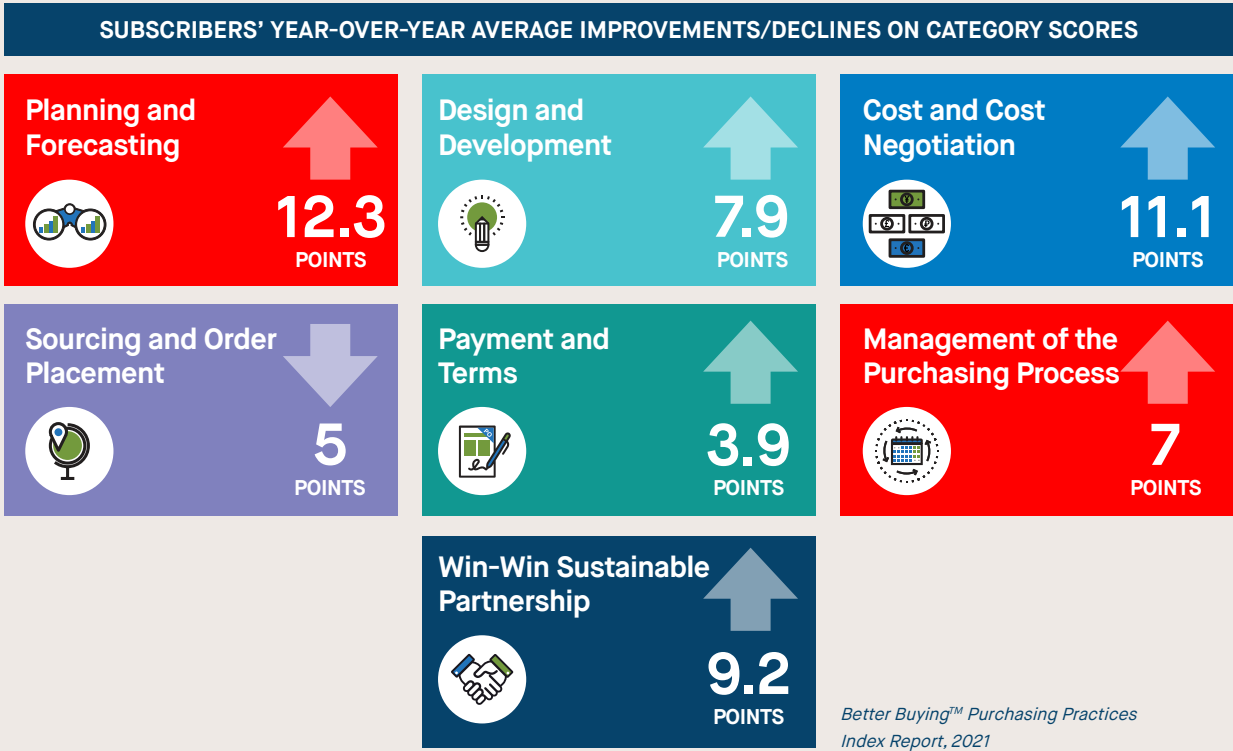 SUBSCRIBERS' YEAR-OVER-YEAR AVERAGE IMPROVEMENTS/DECLINES ON CATEGORY SCORES
Planning and
Forecasting
12.3
POINTS
Design and
Development
7.9
POINTS
Cost and Cost
Negotiation
11.1
POINTS
Sourcing and Order
Placement
5
POINTS
Payment and
Terms
PO
3.9
POINTS
Management of the
Purchasing Process
7
POINTS
Win-Win Sustainable
Partnership
9.2
POINTS
Better Buying™ Purchasing Practices
Index Report, 2021